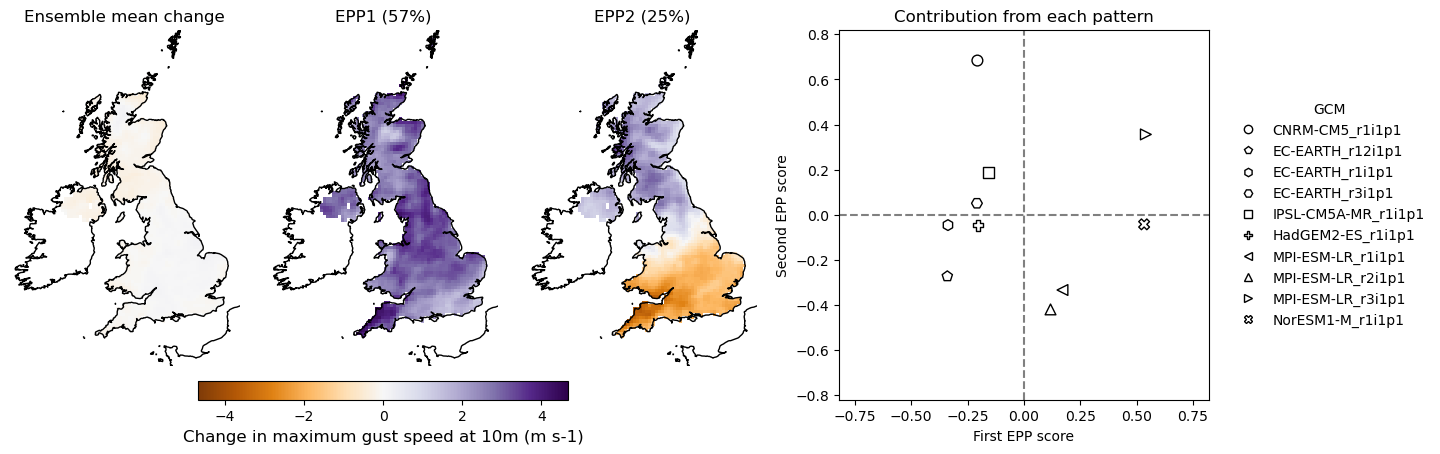 Ensemble mean change
EPP1 (57%)
EPP2 (25%)
−4 −2 0 2 4
Change in maximum gust speed at 10m (m s-1)
Contribution from each pattern
0.8
0.6
0.4
0.2
0.0
−0.2
−0.4
−0.6
−0.8
Second EPP score
−0.75 −0.50 −0.25 0.00 0.25 0.50 0.75
First EPP score
GCM
CNRM-CM5_r1i1p1
EC-EARTH_r12i1p1
EC-EARTH_r1i1p1
EC-EARTH_r3i1p1
IPSL-CM5A-MR_r1i1p1
HadGEM2-ES_r1i1p1
MPI-ESM-LR_r1i1p1
MPI-ESM-LR_r2i1p1
MPI-ESM-LR_r3i1p1
NorESM1-M_r1i1p1